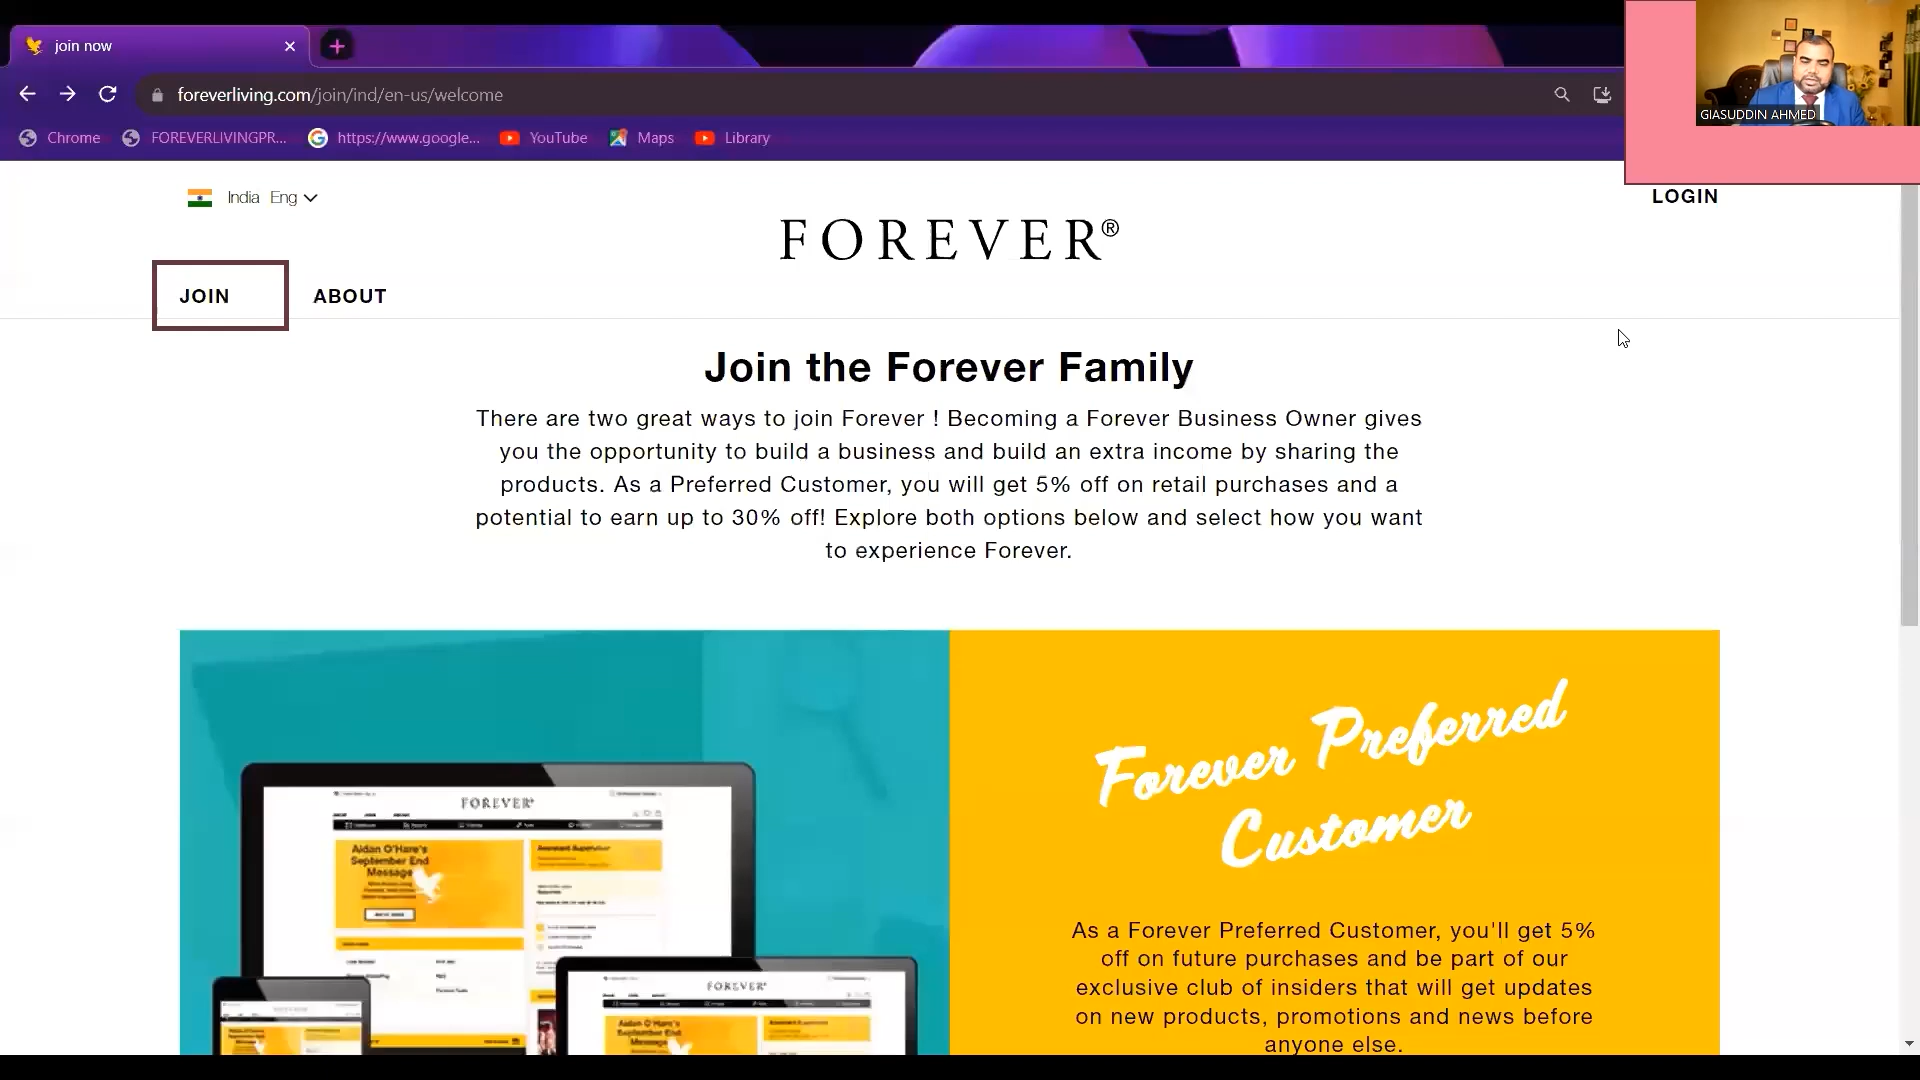 join now
foreverliving.com/join/ind/en-us/welcome
GIASUDDIN AHMED
Chrome FOREVERLIVINGPR... https://www.google... YouTube Maps Library
India Eng
LOGIN
FOREVER®
JOIN ABOUT
Join the Forever Family
There are two great ways to join Forever ! Becoming a Forever Business Owner gives
you the opportunity to build a business and build an extra income by sharing the
products. As a Preferred Customer, you will get 5% off on retail purchases and a
potential to earn up to 30% off! Explore both options below and select how you want
to experience Forever.
FOREVER
Aidan O'Hare's
September End
Message
FOREVER
Aidan O'Hare's
September End
Message
Forever Preferred
Customer
As a Forever Preferred Customer, you'll get 5%
off on future purchases and be part of our
exclusive club of insiders that will get updates
on new products, promotions and news before
anyone else.